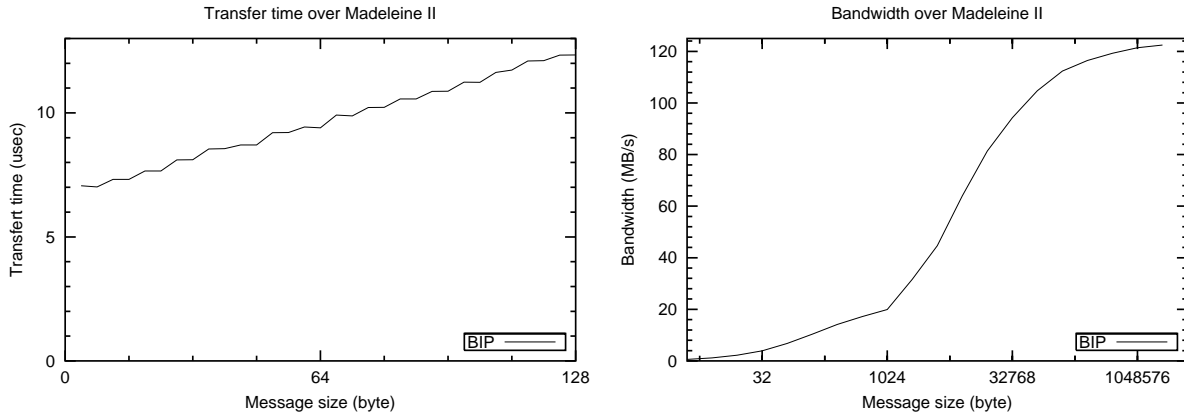 Transfer time over Madeleine II
Transfert time (usec)
10
5
0
BIP
0
64
128
Message size (byte)
Bandwidth over Madeleine II
Bandwidth (MB/s)
120
100
80
60
40
20
0
BIP
32
1024
32768
1048576
Message size (byte)